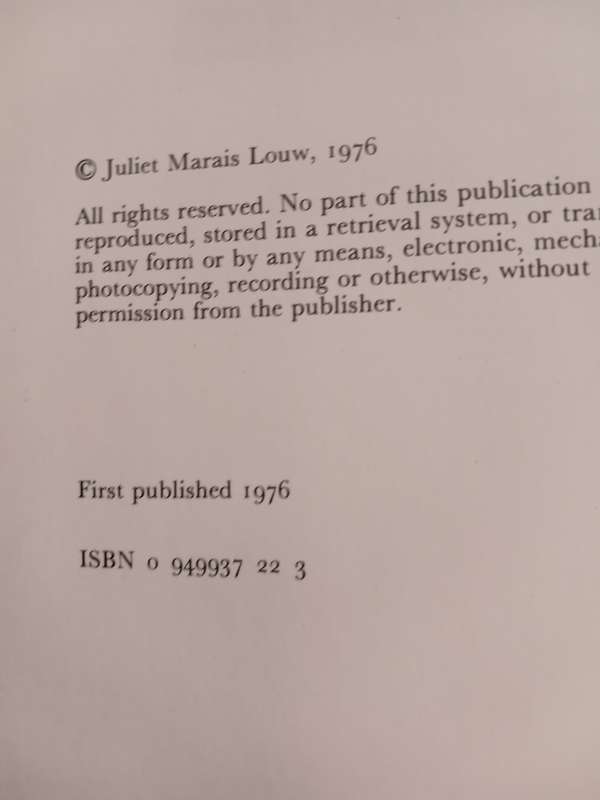 © Juliet Marais Louw, 1976
All rights reserved. No part of this publication
reproduced, stored in a retrieval system, or tra
in any form or by any means, electronic, mech
photocopying, recording or otherwise, without
permission from the publisher.
First published 1976
ISBN 0 949937 22 3